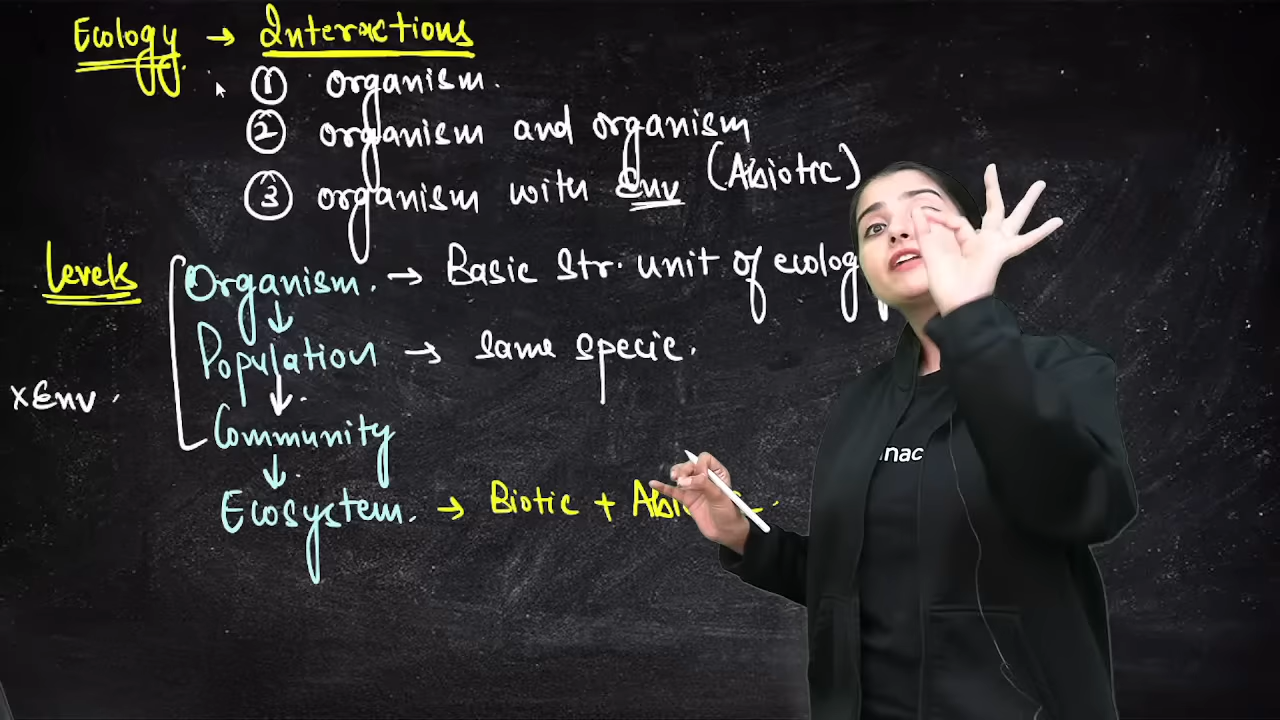 Ecology → Interactions
① organism.
② organism and organism
③ organism with Env (Abiotic)
Levels
Organism. → Basic Str. unit of ecology
↓
Population → Same specie.
↓
xEnv.
Community
↓
Ecosystem. → Biotic +
nac